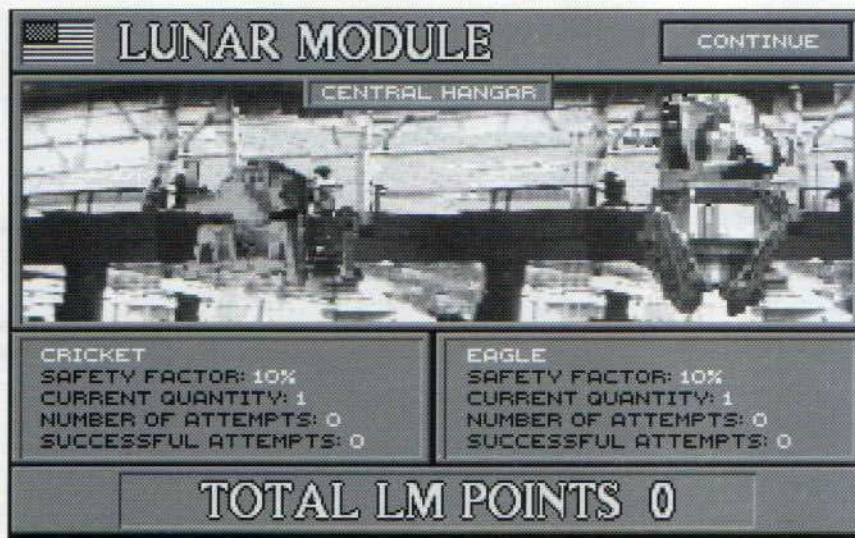 LUNAR MODULE
CONTINUE
CENTRAL HANGAR
CRICKET
SAFETY FACTOR: 10%
CURRENT QUANTITY: 1
NUMBER OF ATTEMPTS: 0
SUCCESSFUL ATTEMPTS: 0
EAGLE
SAFETY FACTOR: 10%
CURRENT QUANTITY: 1
NUMBER OF ATTEMPTS: 0
SUCCESSFUL ATTEMPTS: 0
TOTAL LM POINTS 0